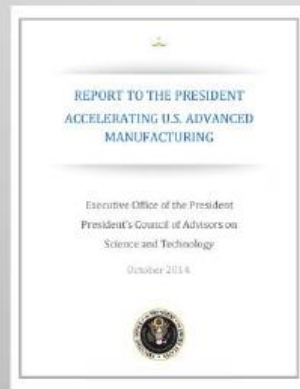 REPORT TO THE PRESIDENT
ACCELERATING U.S. ADVANCED
MANUFACTURING
Executive Office of the President
President's Council of Advisors on
Science and Technology
October 2014